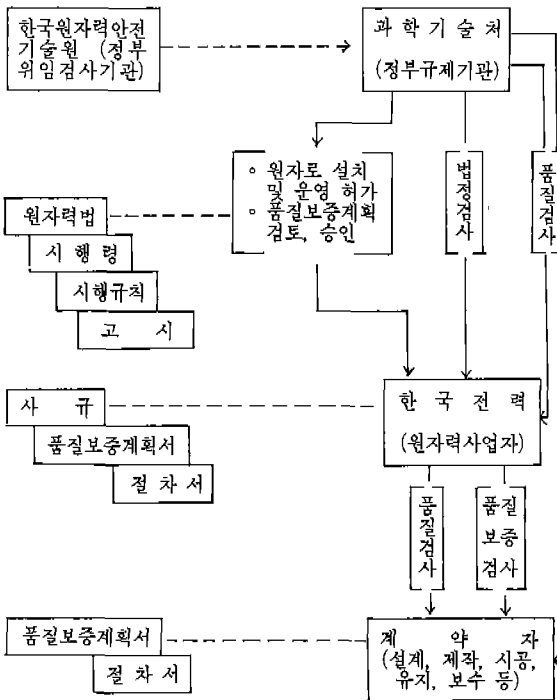 한국원자력안전
기술원 (정부
위임검사기관)
과 학 기 술 처
(정부규제기관)
◦ 원자로 설치
및 운영 허가
◦ 품질보증계획
검토, 승인
법정검사
품질검사
원자력법
시 행 령
시행규칙
고 시
사 규
품질보증계획서
절 차 서
한 국 전 력
(원자력사업자)
품질검사
품질
보증
검사
품질보증계획서
절 차 서
계 약 자
(설계, 제작, 시공,
유지, 보수 등)